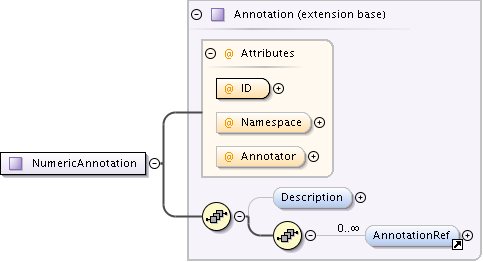 Annotation (extension base)
@ Attributes
@ ID
@ Namespace
@ Annotator
NumericAnnotation
Description
0..∞
AnnotationRef